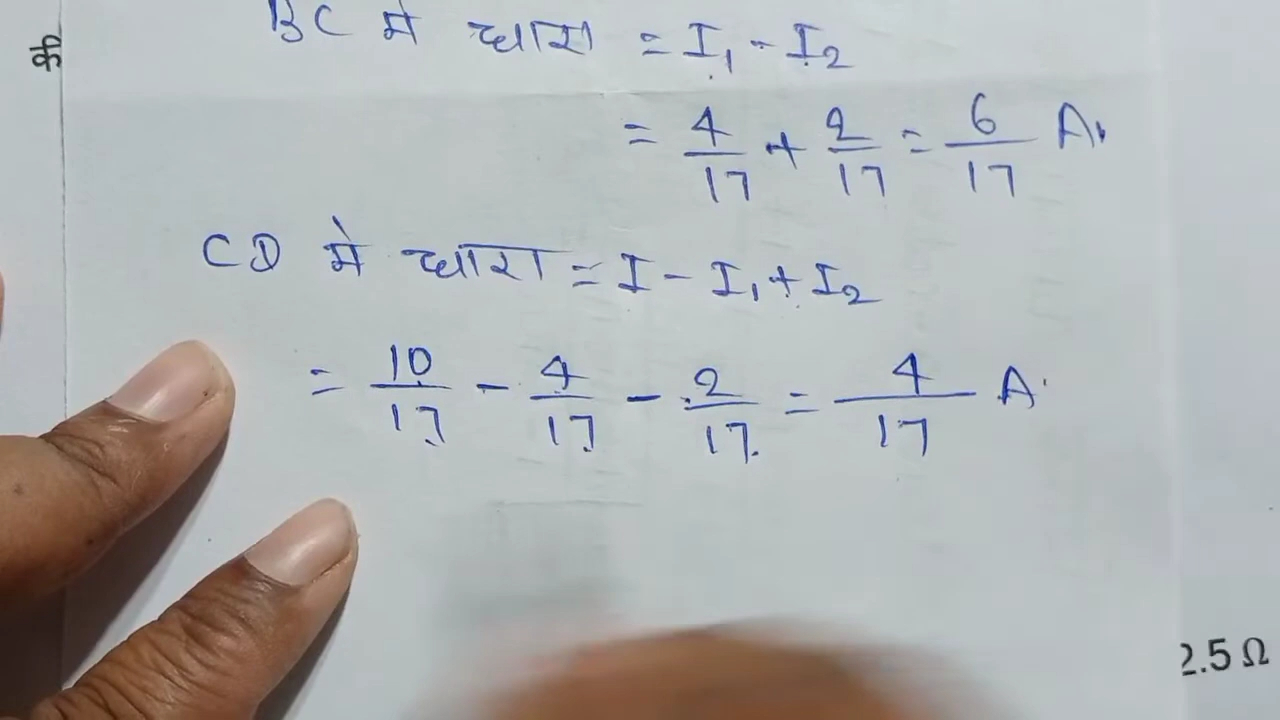 क
BC मे धारा = I₁ - I₂
= 4/17 + 2/17 = 6/17 A.
CD मे धारा = I - I₁ + I₂
= 10/17 - 4/17 - 2/17 = 4/17 A.
2.5 Ω